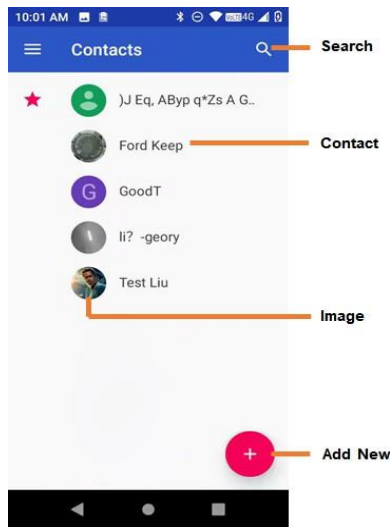 10:01 AM
4G
Contacts
Search
)J Eq, AByp q*Zs A G..
Ford Keep
Contact
G
GoodT
li? -geory
Test Liu
Image
Add New